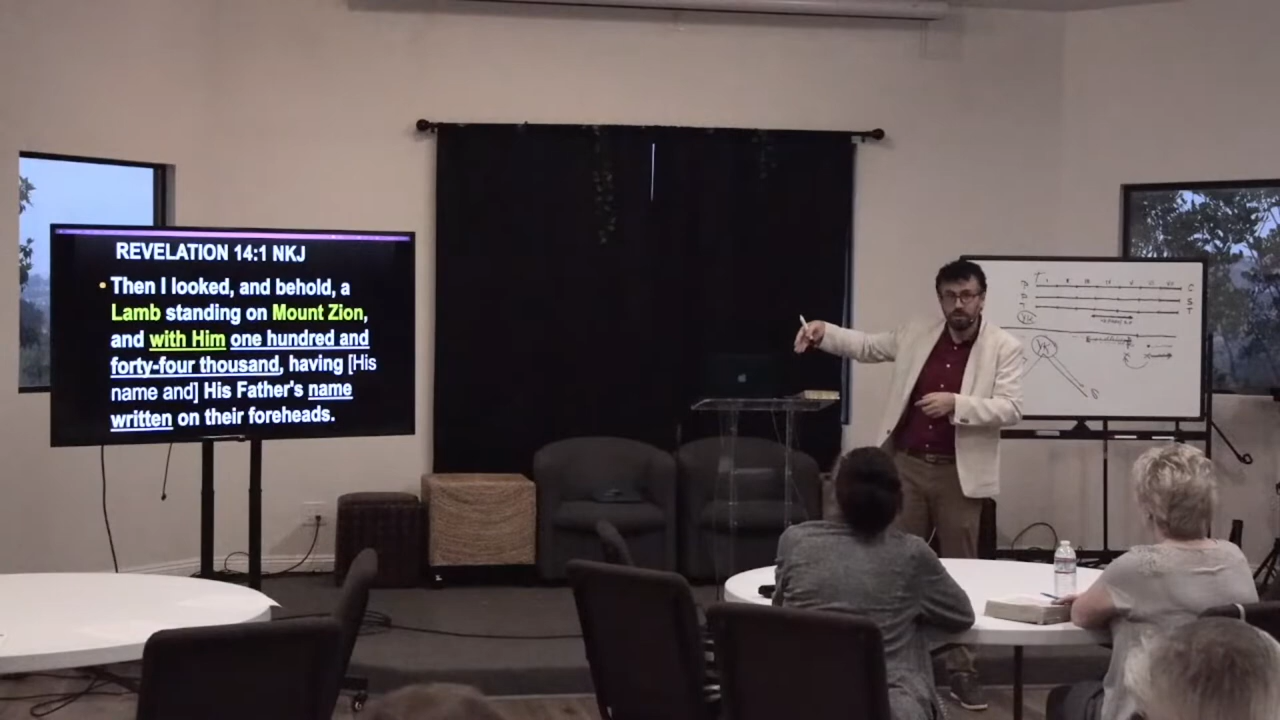 REVELATION 14:1 NKJ
• Then I looked, and behold, a
Lamb standing on Mount Zion,
and with Him one hundred and
forty-four thousand, having [His
name and] His Father's name
written on their foreheads.